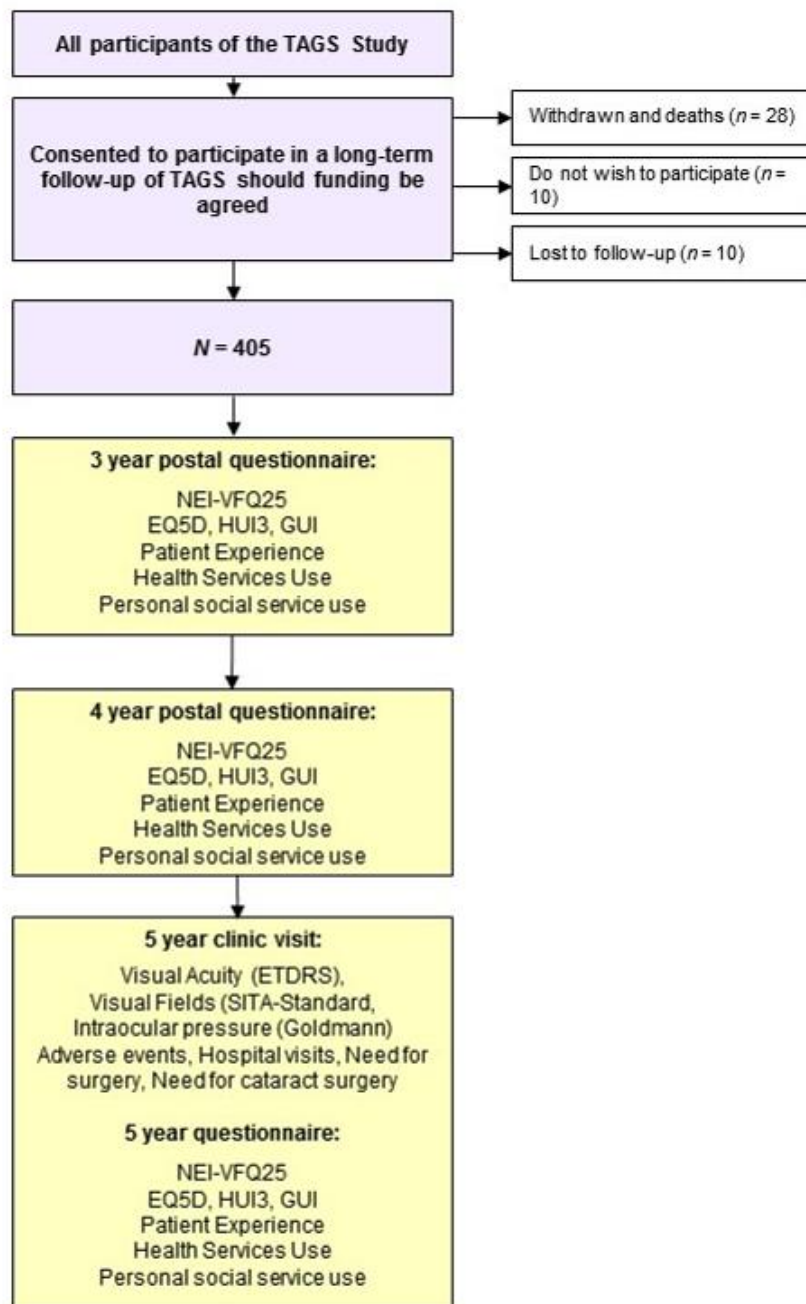 All participants of the TAGS Study
Consented to participate in a long-term
follow-up of TAGS should funding be
agreed
Withdrawn and deaths (n = 28)
Do not wish to participate (n =
10)
Lost to follow-up (n = 10)
N = 405
3 year postal questionnaire:
NEI-VFQ25
EQ5D, HUI3, GUI
Patient Experience
Health Services Use
Personal social service use
4 year postal questionnaire:
NEI-VFQ25
EQ5D, HUI3, GUI
Patient Experience
Health Services Use
Personal social service use
5 year clinic visit:
Visual Acuity (ETDRS),
Visual Fields (SITA-Standard,
Intraocular pressure (Goldmann)
Adverse events, Hospital visits, Need for
surgery, Need for cataract surgery
5 year questionnaire:
NEI-VFQ25
EQ5D, HUI3, GUI
Patient Experience
Health Services Use
Personal social service use